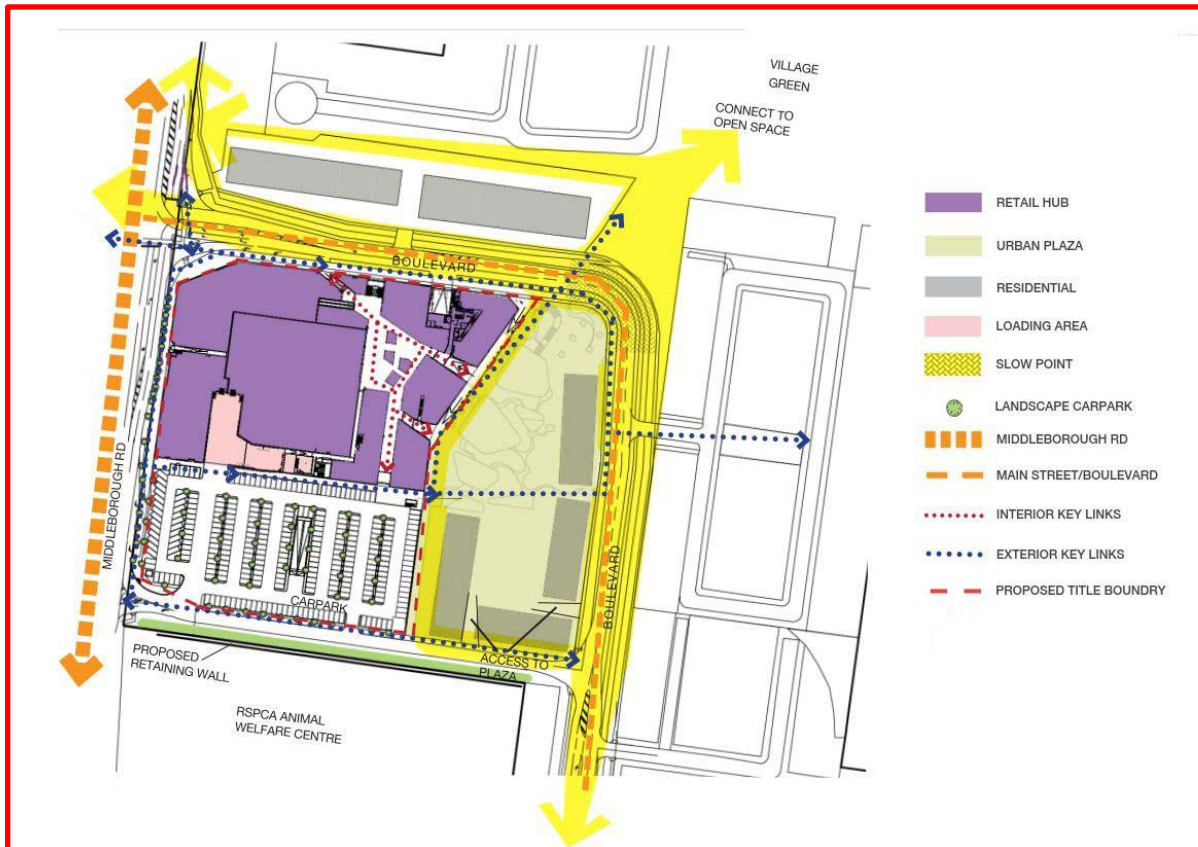 VILLAGE
GREEN
CONNECT TO
OPEN SPACE
BOULEVARD
MIDDLEBOROUGH RD
BOULEVARD
CARPARK
PROPOSED
RETAINING WALL
ACCESS TO
PLAZA
RSPCA ANIMAL
WELFARE CENTRE
RETAIL HUB
URBAN PLAZA
RESIDENTIAL
LOADING AREA
SLOW POINT
LANDSCAPE CARPARK
MIDDLEBOROUGH RD
MAIN STREET/BOULEVARD
INTERIOR KEY LINKS
EXTERIOR KEY LINKS
PROPOSED TITLE BOUNDRY